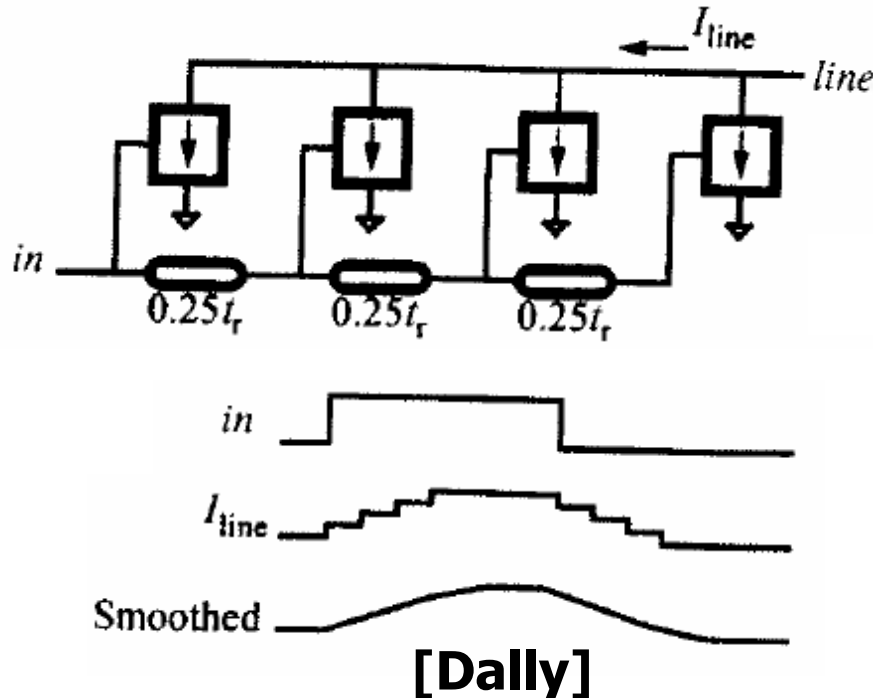 I_line
line
in
0.25t_r 0.25t_r 0.25t_r
in
I_line
Smoothed
[Dally]